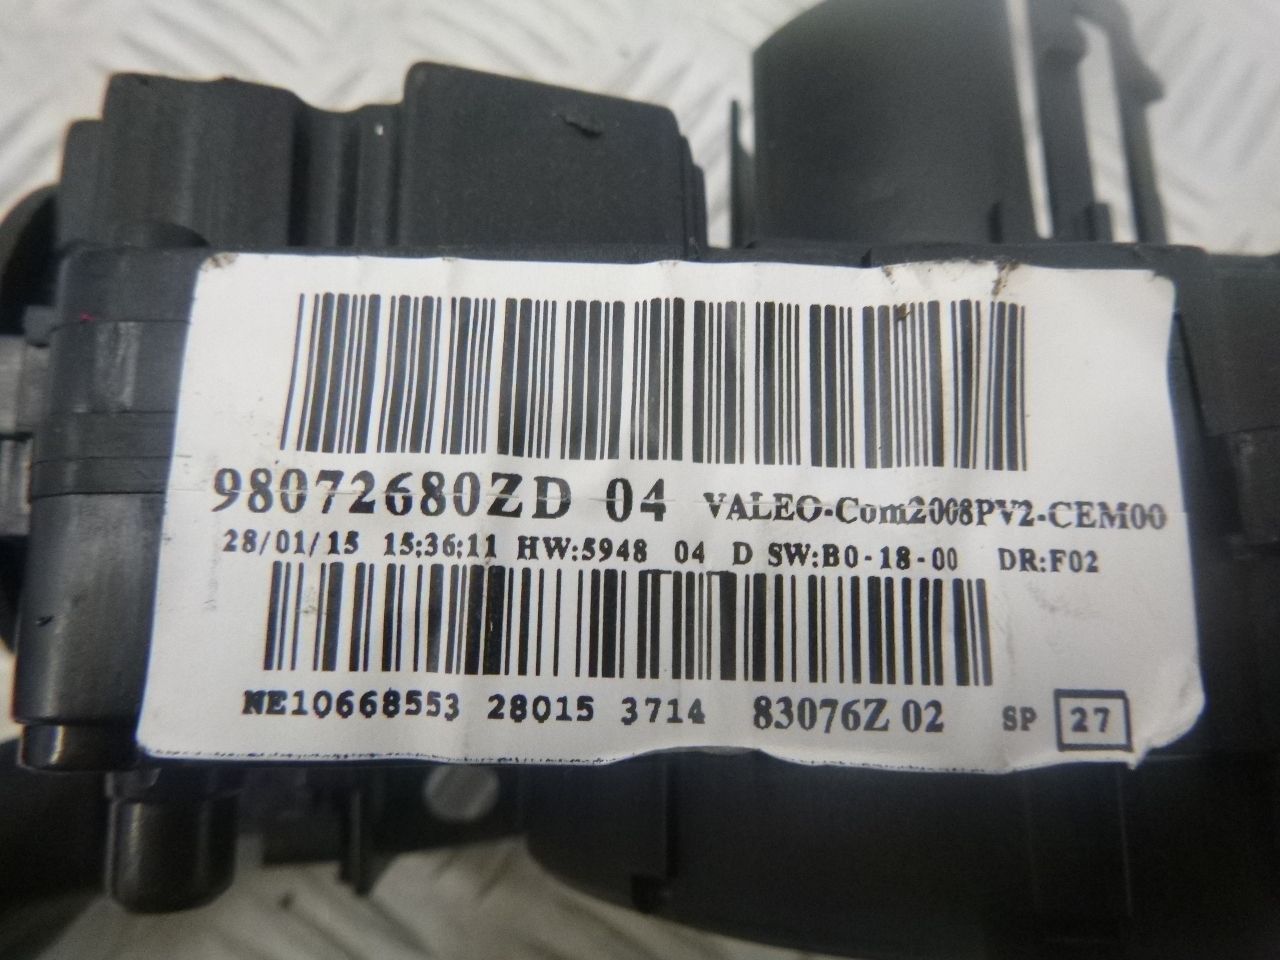 98072680ZD 04 VALEO-Com2008PV2-CEM00
28/01/15 15:36:11 HW:5948 04 D SW:B0-18-00 DR:F02
NE10668553 28015 3714 83076Z 02 SP 27